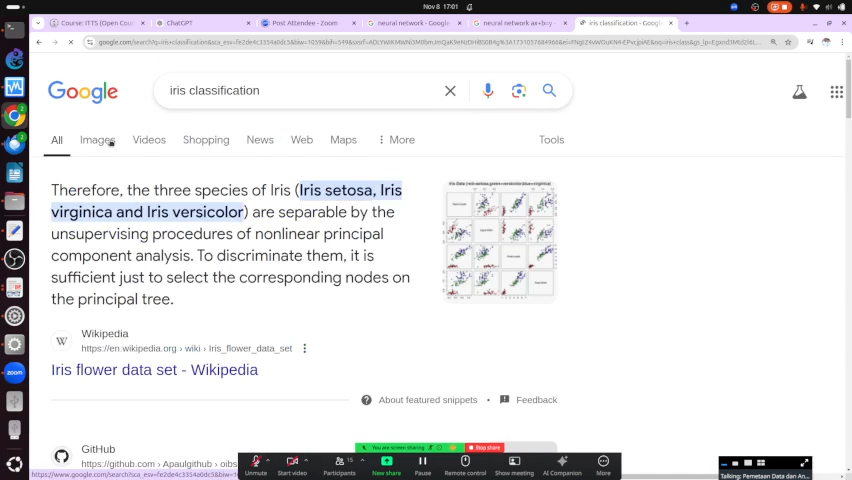 Nov 8 17:01
Course: ITTS (Open Cou
ChatGPT
Post Attendee - Zoom
neural network - Google
neural network ax+buy -
iris classification - Goog
Google
iris classification
All
Images
Videos
Shopping
News
Web
Maps
More
Tools
Therefore, the three species of Iris (Iris setosa, Iris
virginica and Iris versicolor) are separable by the
unsupervising procedures of nonlinear principal
component analysis. To discriminate them, it is
sufficient just to select the corresponding nodes on
the principal tree.
W
Wikipedia
https://en.wikipedia.org › wiki › Iris_flower_data_set
Iris flower data set - Wikipedia
About featured snippets
Feedback
GitHub
https://github.com › Apaulgithub › oibs
You are screen sharing
Stop share
Unmute
Start video
Participants
15
New share
Pause
Remote control
Show meeting
AI Companion
More
Talking: Pemetaan Data dan An...